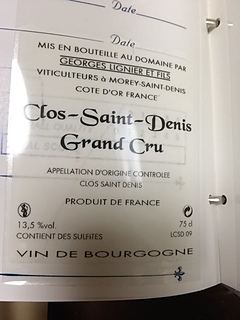 Date
Date
MIS EN BOUTEILLE AU DOMAINE PAR
GEORGES LIGNIER ET FILS
VITICULTEURS à MOREY-SAINT-DENIS
COTE D'OR FRANCE
Clos-Saint-Denis
Grand Cru
APPELLATION D'ORIGINE CONTROLEE
CLOS SAINT DENIS
PRODUIT DE FRANCE
13,5 %vol. 75 cl
CONTIENT DES SULFITES LCSD 09
VIN DE BOURGOGNE